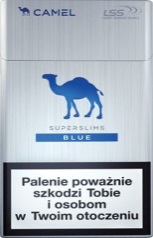 CAMEL
LSS
SUPERSLIMS
BLUE
Palenie poważnie
szkodzi Tobie
i osobom
w Twoim otoczeniu